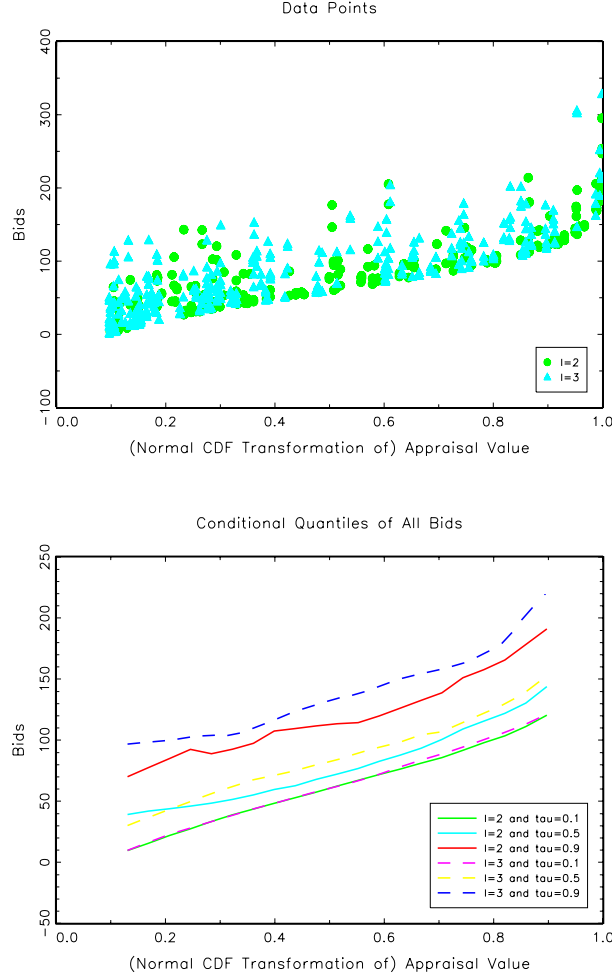 Data Points
400
300
200
100
0
-100
Bids
I=2
I=3
0.0 0.2 0.4 0.6 0.8 1.0
(Normal CDF Transformation of) Appraisal Value
Conditional Quantiles of All Bids
250
200
150
100
50
0
-50
Bids
I=2 and tau=0.1
I=2 and tau=0.5
I=2 and tau=0.9
I=3 and tau=0.1
I=3 and tau=0.5
I=3 and tau=0.9
0.0 0.2 0.4 0.6 0.8 1.0
(Normal CDF Transformation of) Appraisal Value